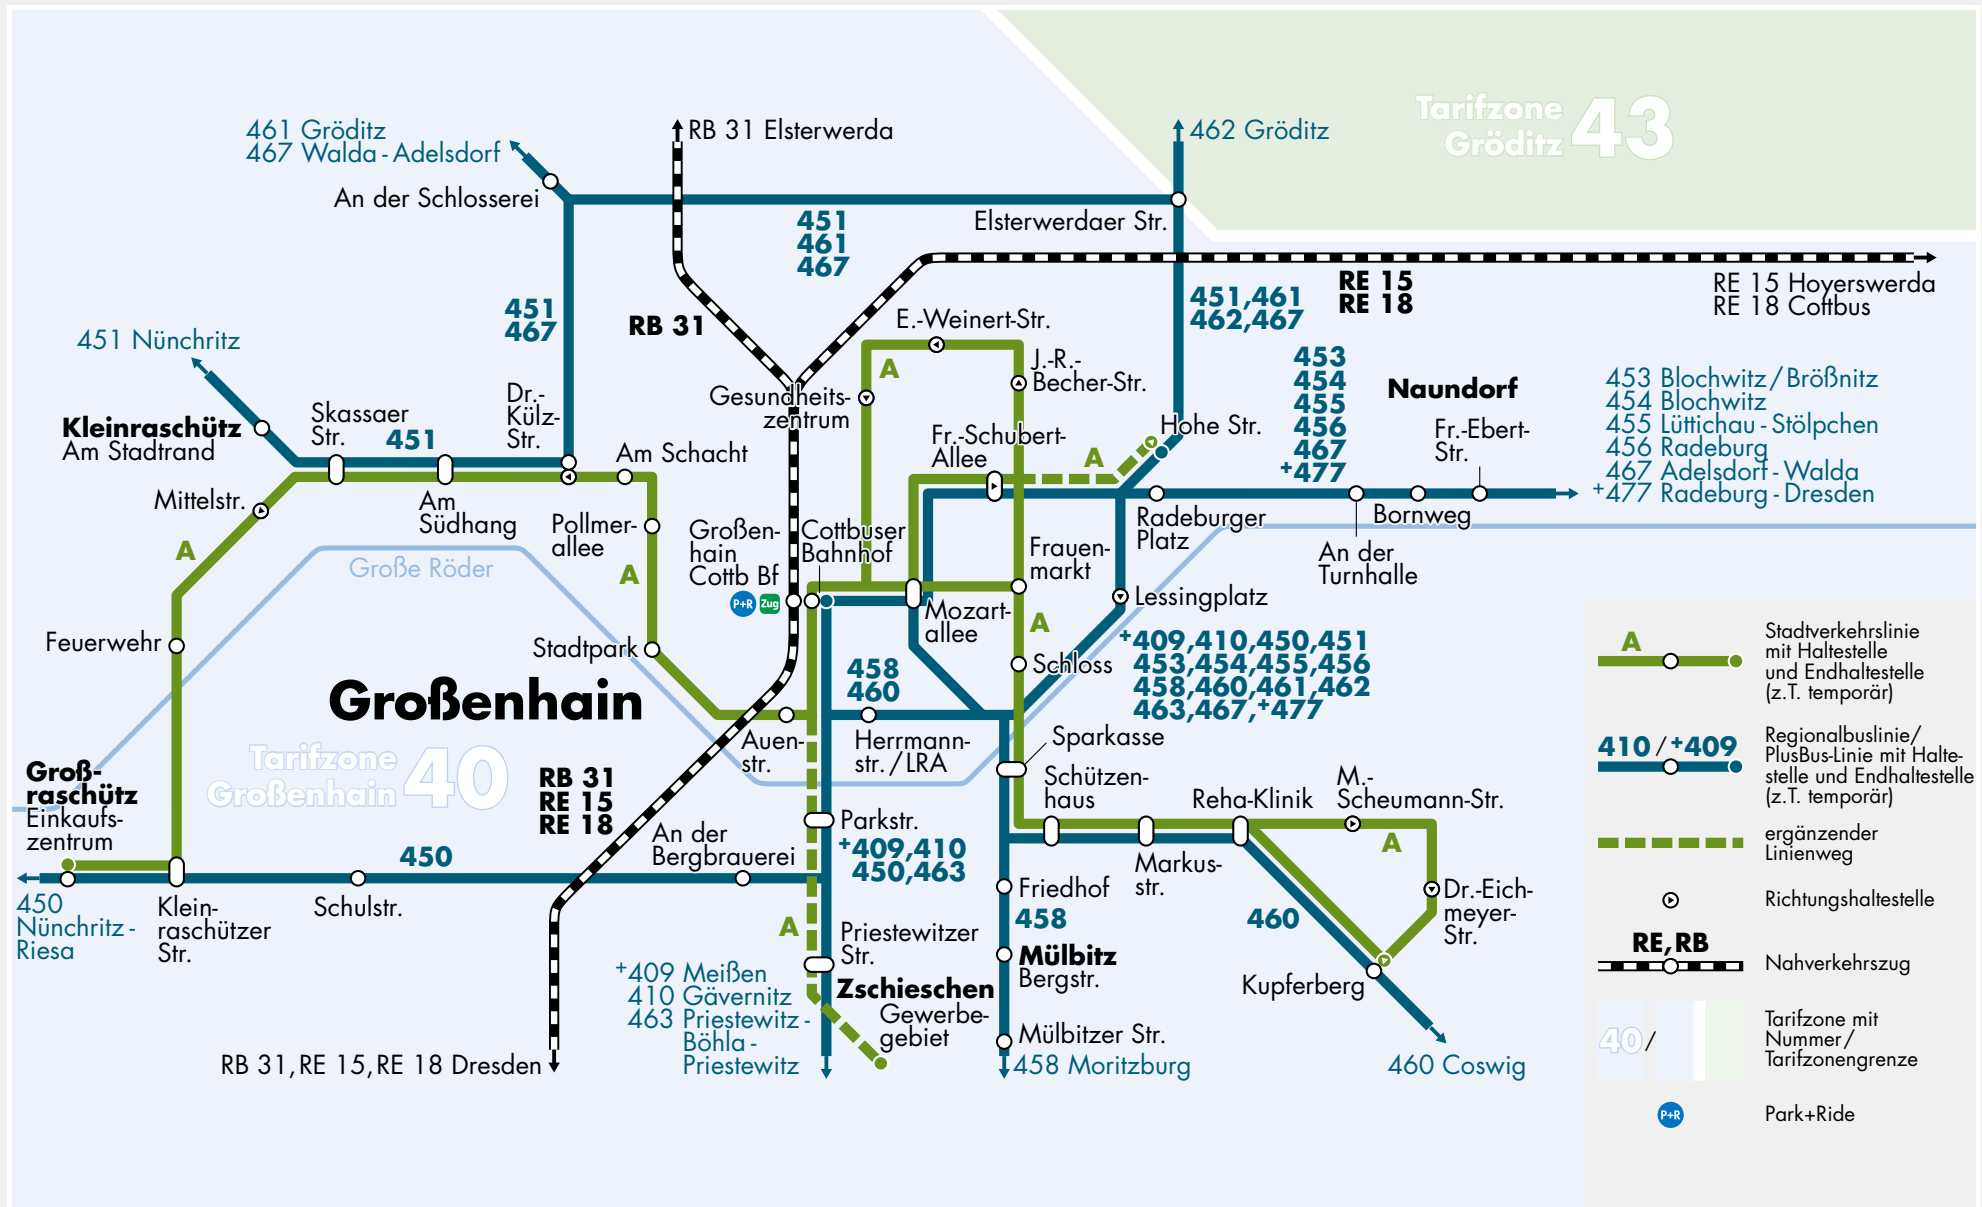 Tarifzone
Gröditz 43
461 Gröditz
467 Walda - Adelsdorf
RB 31 Elsterwerda
462 Gröditz
An der Schlosserei
451
461
467
Elsterwerdaer Str.
RE 15
RE 18
RE 15 Hoyerswerda
RE 18 Cottbus
451
467
RB 31
451,461
462,467
E.-Weinert-Str.
451 Nünchritz
A
J.-R.-
Becher-Str.
453
454
455
456
467
+477
Naundorf
Fr.-Ebert-
Str.
453 Blochwitz / Brößnitz
454 Blochwitz
455 Lüttichau - Stölpchen
456 Radeburg
467 Adelsdorf - Walda
+477 Radeburg - Dresden
Gesundheits-
zentrum
Dr.-
Külz-
Str.
Kleinraschütz
Am Stadtrand
Skassaer
Str.
451
Hohe Str.
Fr.-Schubert-
Allee
A
Am Schacht
Mittelstr.
Am
Südhang
Pollmer-
allee
Großen-
hain
Cottb Bf
P+R
Zug
Cottbuser
Bahnhof
Radeburger
Platz
Bornweg
An der
Turnhalle
Frauen-
markt
A
A
Große Röder
Mozart-
allee
Lessingplatz
A
Feuerwehr
Stadtpark
Schloss
+409,410,450,451
453,454,455,456
458,460,461,462
463,467,+477
458
460
Großenhain
Tarifzone
Großenhain 40
Auen-
str.
Herrmann-
str. / LRA
Sparkasse
Schützen-
haus
Reha-Klinik
M.-
Scheumann-Str.
Groß-
raschütz
Einkaufs-
zentrum
RB 31
RE 15
RE 18
An der
Bergbrauerei
Parkstr.
+409,410
450,463
A
450
Markus-
str.
Friedhof
458
460
Dr.-Eich-
meyer-
Str.
450
Nünchritz -
Riesa
Klein-
raschützer
Str.
Schulstr.
A
Priestewitzer
Str.
Mülbitz
Bergstr.
Kupferberg
+409 Meißen
410 Gävernitz
463 Priestewitz -
Böhla -
Priestewitz
Zschieschen
Gewerbe-
gebiet
Mülbitzer Str.
RB 31, RE 15, RE 18 Dresden
458 Moritzburg
460 Coswig
A
Stadtverkehrslinie
mit Haltestelle
und Endhaltestelle
(z.T. temporär)
410 / +409
Regionalbuslinie/
PlusBus-Linie mit Halte-
stelle und Endhaltestelle
(z.T. temporär)
ergänzender
Linienweg
Richtungshaltestelle
RE, RB
Nahverkehrszug
40 /
Tarifzone mit
Nummer/
Tarifzonengrenze
P+R
Park+Ride